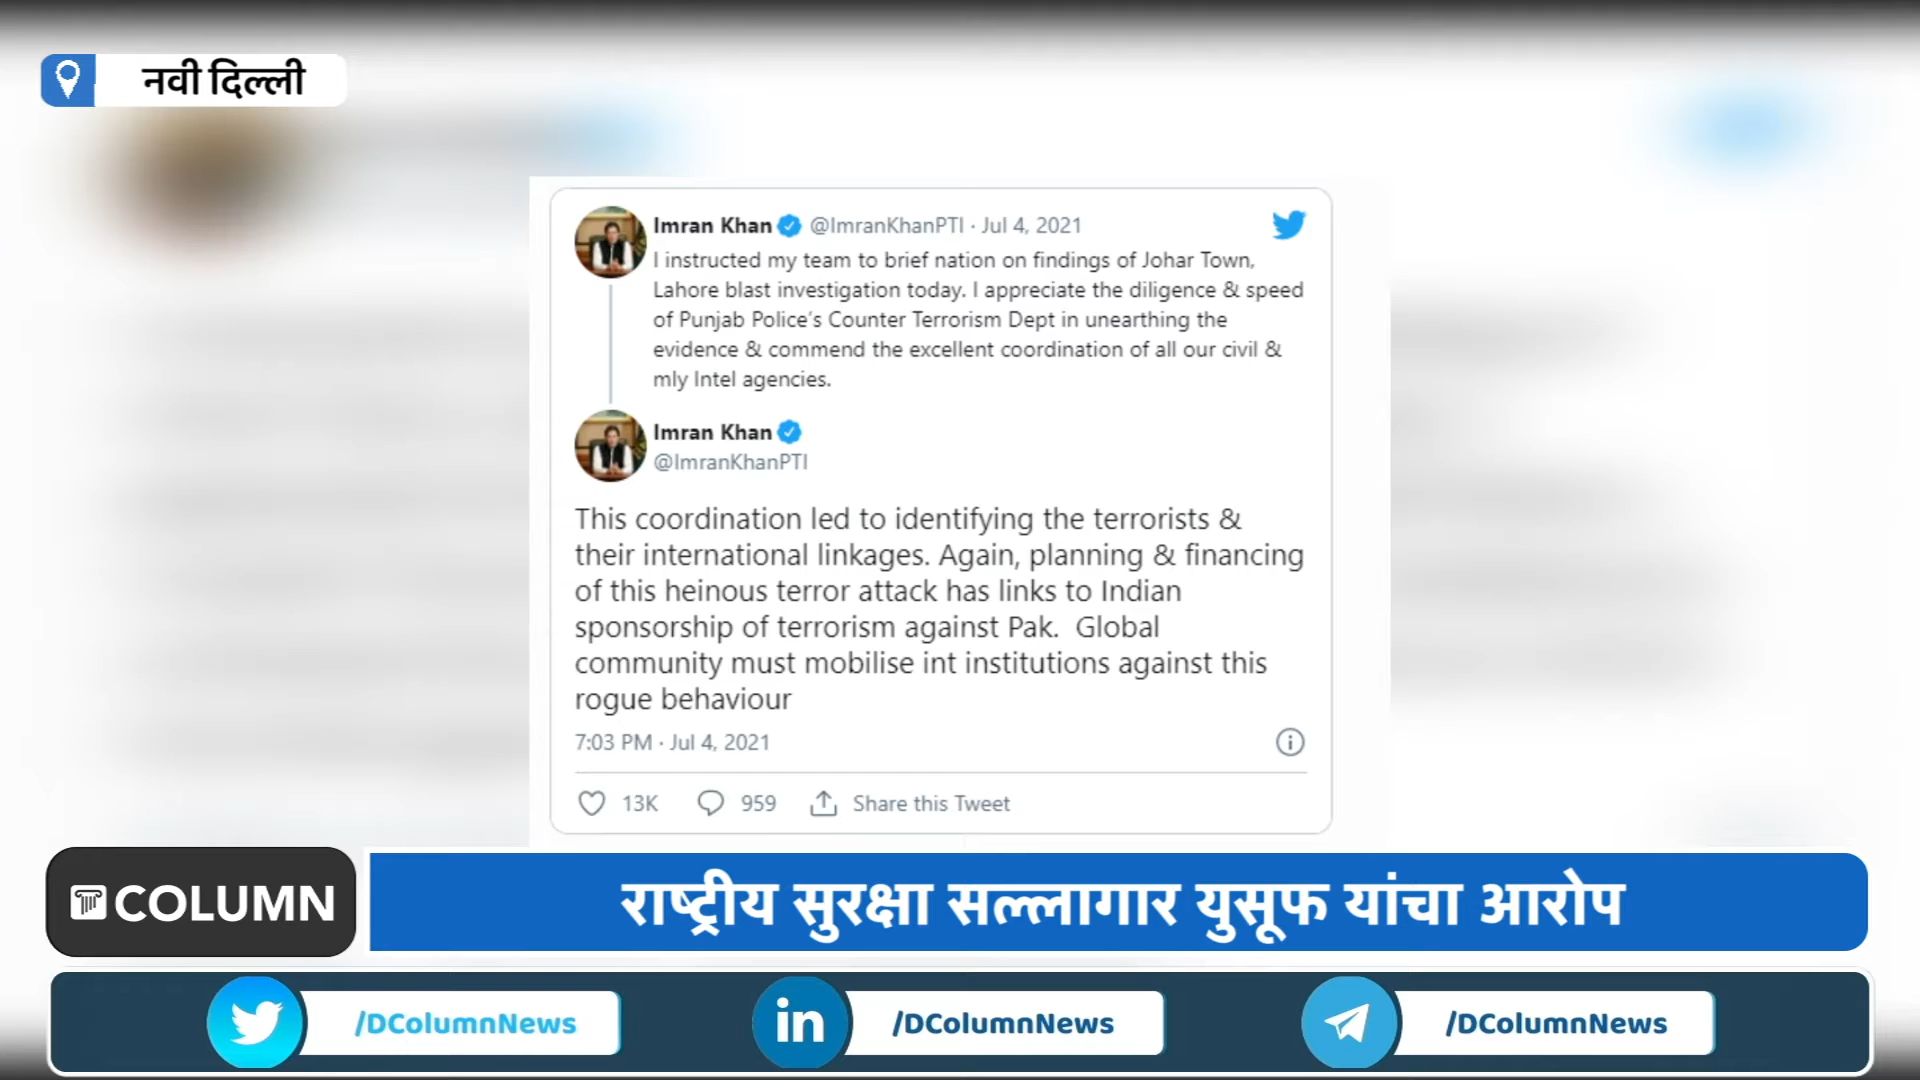 नवी दिल्ली
Imran Khan @ImranKhanPTI · Jul 4, 2021
I instructed my team to brief nation on findings of Johar Town,
Lahore blast investigation today. I appreciate the diligence & speed
of Punjab Police's Counter Terrorism Dept in unearthing the
evidence & commend the excellent coordination of all our civil &
mly Intel agencies.
Imran Khan
@ImranKhanPTI
This coordination led to identifying the terrorists &
their international linkages. Again, planning & financing
of this heinous terror attack has links to Indian
sponsorship of terrorism against Pak.  Global
community must mobilise int institutions against this
rogue behaviour
7:03 PM · Jul 4, 2021
13K 959 Share this Tweet
COLUMN
राष्ट्रीय सुरक्षा सल्लागार युसूफ यांचा आरोप
/DColumnNews
in /DColumnNews
/DColumnNews